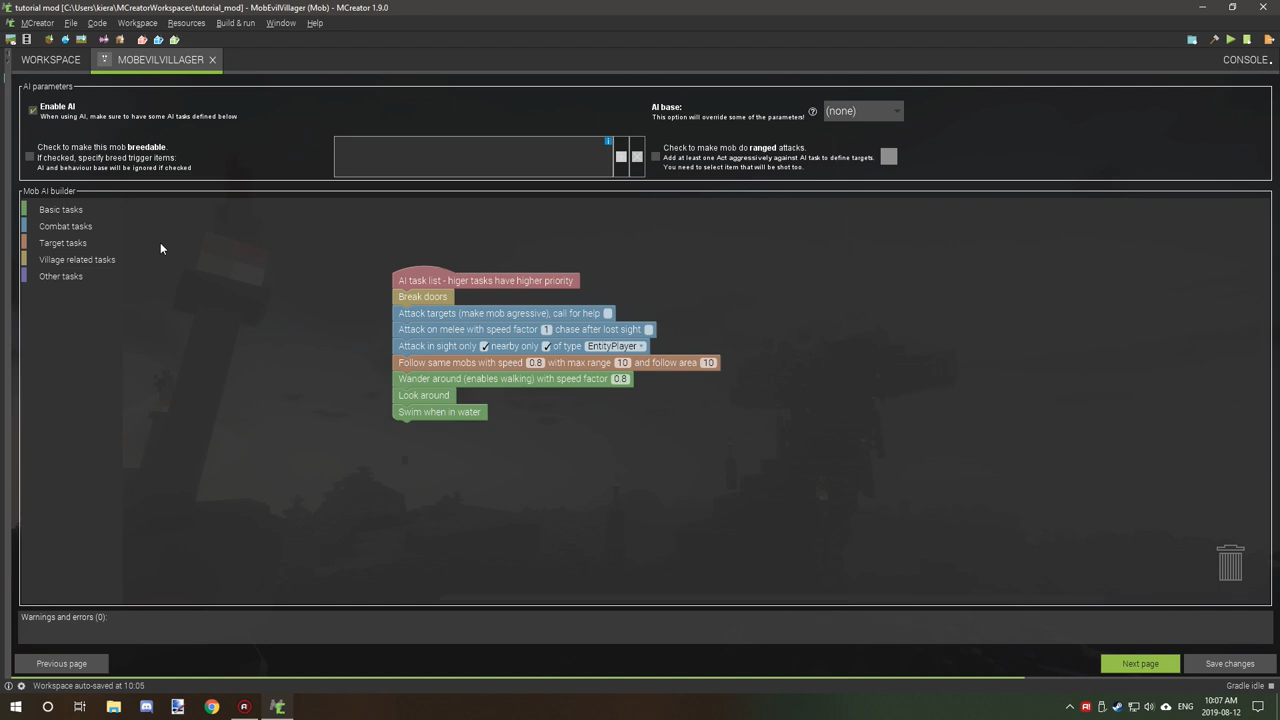 tutorial mod [C:\Users\kiera\MCreatorWorkspaces\tutorial_mod] - MobEvilVillager (Mob) - MCreator 1.9.0
MCreator File Code Workspace Resources Build & run Window Help
WORKSPACE MOBEVILVILLAGER CONSOLE
AI parameters
Enable AI
When using AI, make sure to have some AI tasks defined below
AI base:
This option will override some of the parameters!
(none)
Check to make this mob breedable.
If checked, specify breed trigger items:
AI and behaviour base will be ignored if checked
Check to make mob do ranged attacks.
Add at least one Act aggresively against AI task to define targets.
You need to select item that will be shot too.
Mob AI builder
Basic tasks
Combat tasks
Target tasks
Village related tasks
Other tasks
AI task list - higer tasks have higher priority
Break doors
Attack targets (make mob agressive), call for help
Attack on melee with speed factor 1 chase after lost sight
Attack in sight only nearby only of type EntityPlayer
Follow same mobs with speed 0.8 with max range 10 and follow area 10
Wander around (enables walking) with speed factor 0.8
Look around
Swim when in water
Warnings and errors (0):
Previous page Next page Save changes
Workspace auto-saved at 10:05 Gradle idle
ENG 10:07 AM
2019-08-12